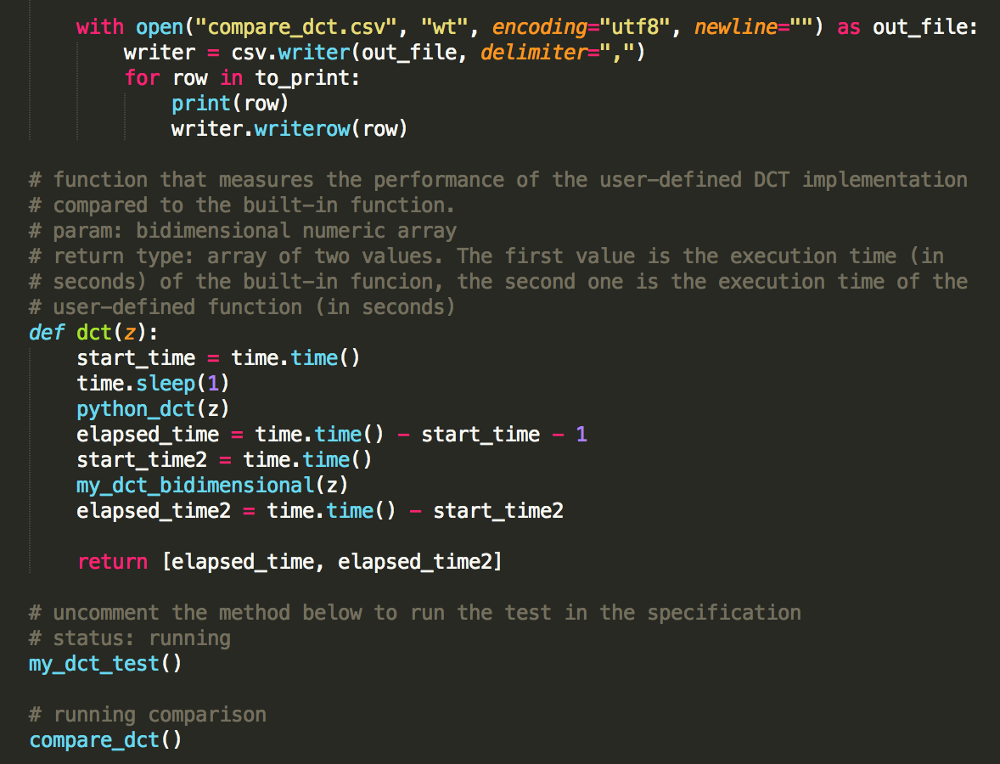 with open("compare_dct.csv", "wt", encoding="utf8", newline="") as out_file:
writer = csv.writer(out_file, delimiter=",")
for row in to_print:
print(row)
writer.writerow(row)
# function that measures the performance of the user-defined DCT implementation
# compared to the built-in function.
# param: bidimensional numeric array
# return type: array of two values. The first value is the execution time (in
# seconds) of the built-in funcion, the second one is the execution time of the
# user-defined function (in seconds)
def dct(z):
start_time = time.time()
time.sleep(1)
python_dct(z)
elapsed_time = time.time() - start_time - 1
start_time2 = time.time()
my_dct_bidimensional(z)
elapsed_time2 = time.time() - start_time2
return [elapsed_time, elapsed_time2]
# uncomment the method below to run the test in the specification
# status: running
my_dct_test()
# running comparison
compare_dct()